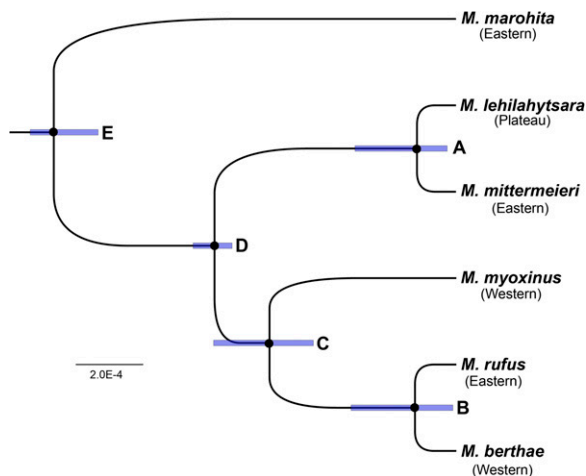 M. marohita
(Eastern)
E
M. lehilahytsara
(Plateau)
A
M. mittermeieri
(Eastern)
D
M. myoxinus
(Western)
C
2.0E-4
M. rufus
(Eastern)
B
M. berthae
(Western)